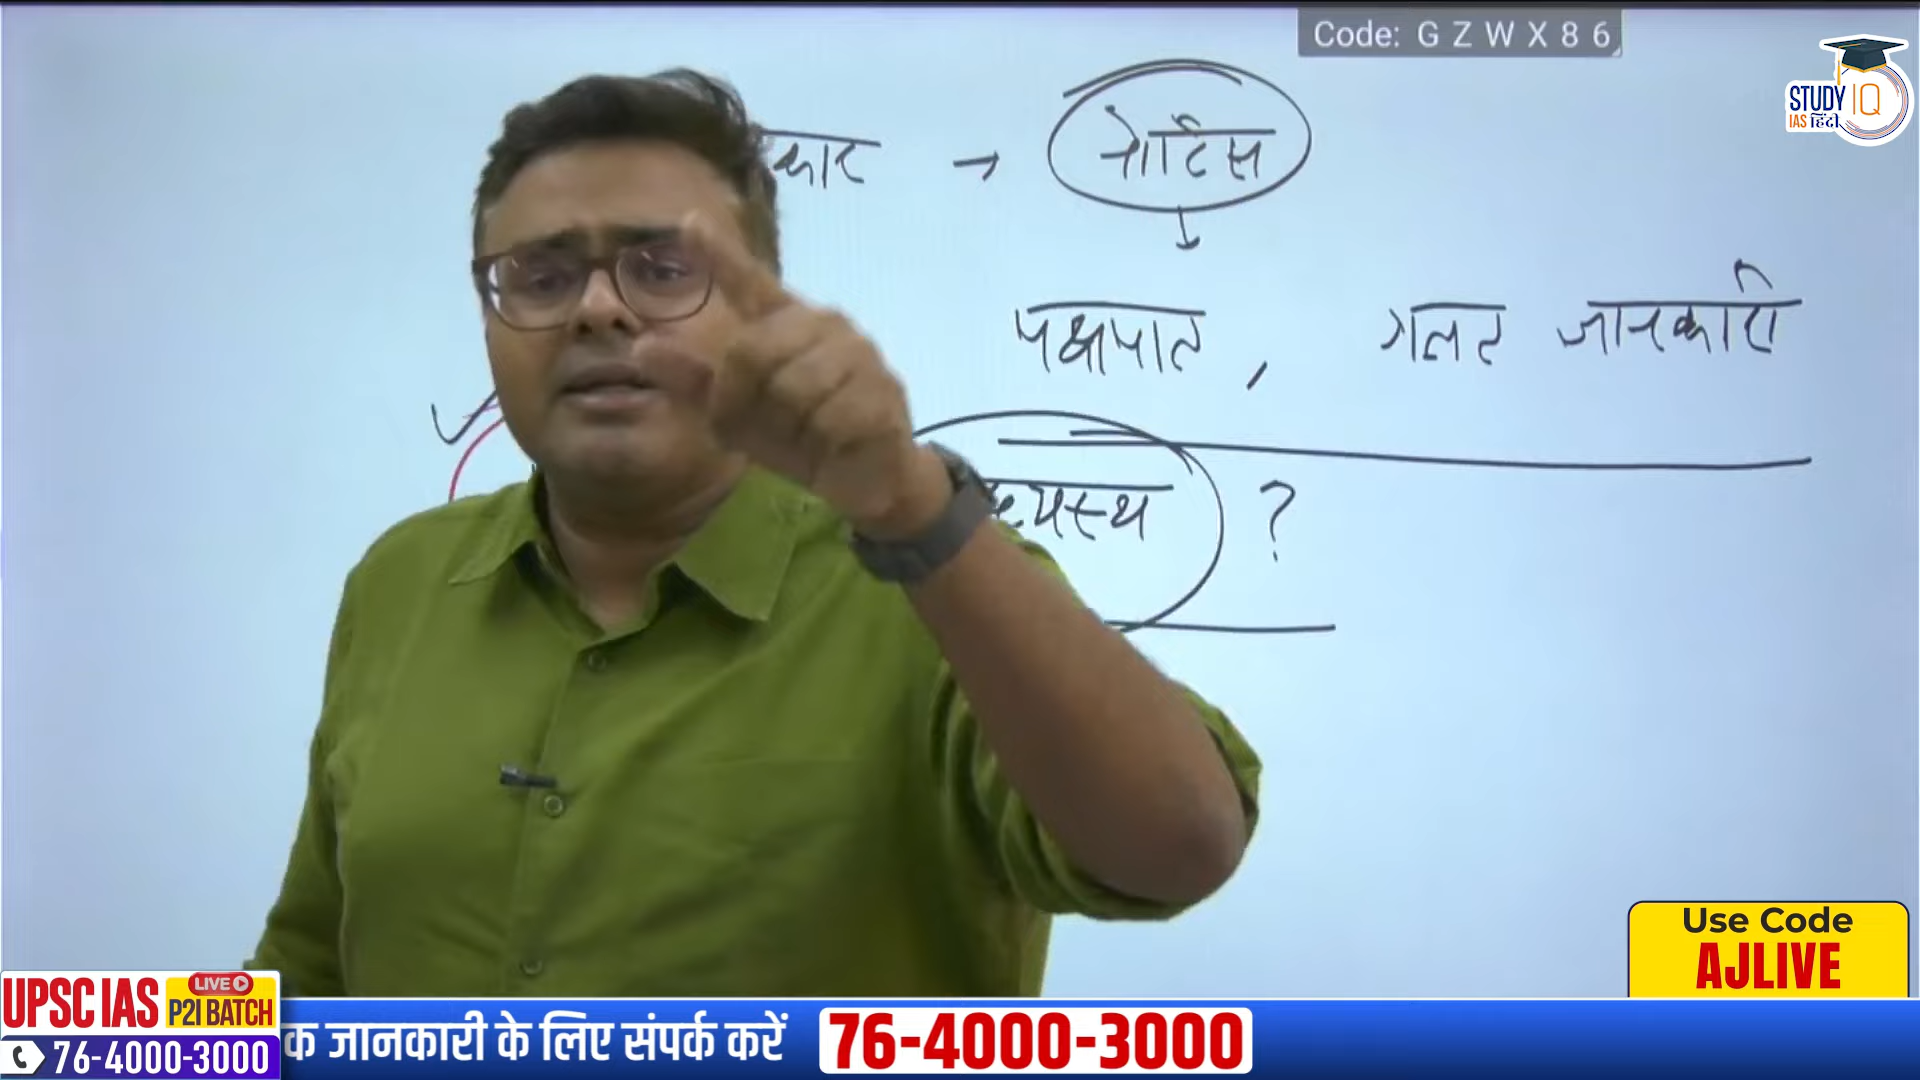 Code: G Z W X 8 6
STUDY IQ
IAS हिंदी
कार → नोटिस
पक्षपात, गलत जानकारी
ध्यस्थ ?
Use Code
AJLIVE
UPSC IAS LIVE
P2I BATCH
76-4000-3000
क जानकारी के लिए संपर्क करें 76-4000-3000